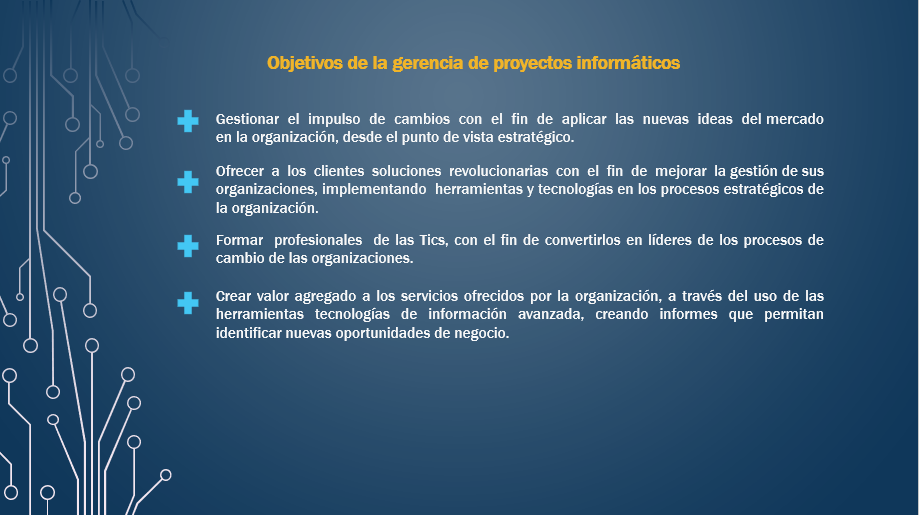 Objetivos de la gerencia de proyectos informáticos
Gestionar el impulso de cambios con el fin de aplicar las nuevas ideas del mercado
en la organización, desde el punto de vista estratégico.
Ofrecer a los clientes soluciones revolucionarias con el fin de mejorar la gestión de sus
organizaciones, implementando herramientas y tecnologías en los procesos estratégicos de
la organización.
Formar profesionales de las Tics, con el fin de convertirlos en líderes de los procesos de
cambio de las organizaciones.
Crear valor agregado a los servicios ofrecidos por la organización, a través del uso de las
herramientas tecnologías de información avanzada, creando informes que permitan
identificar nuevas oportunidades de negocio.